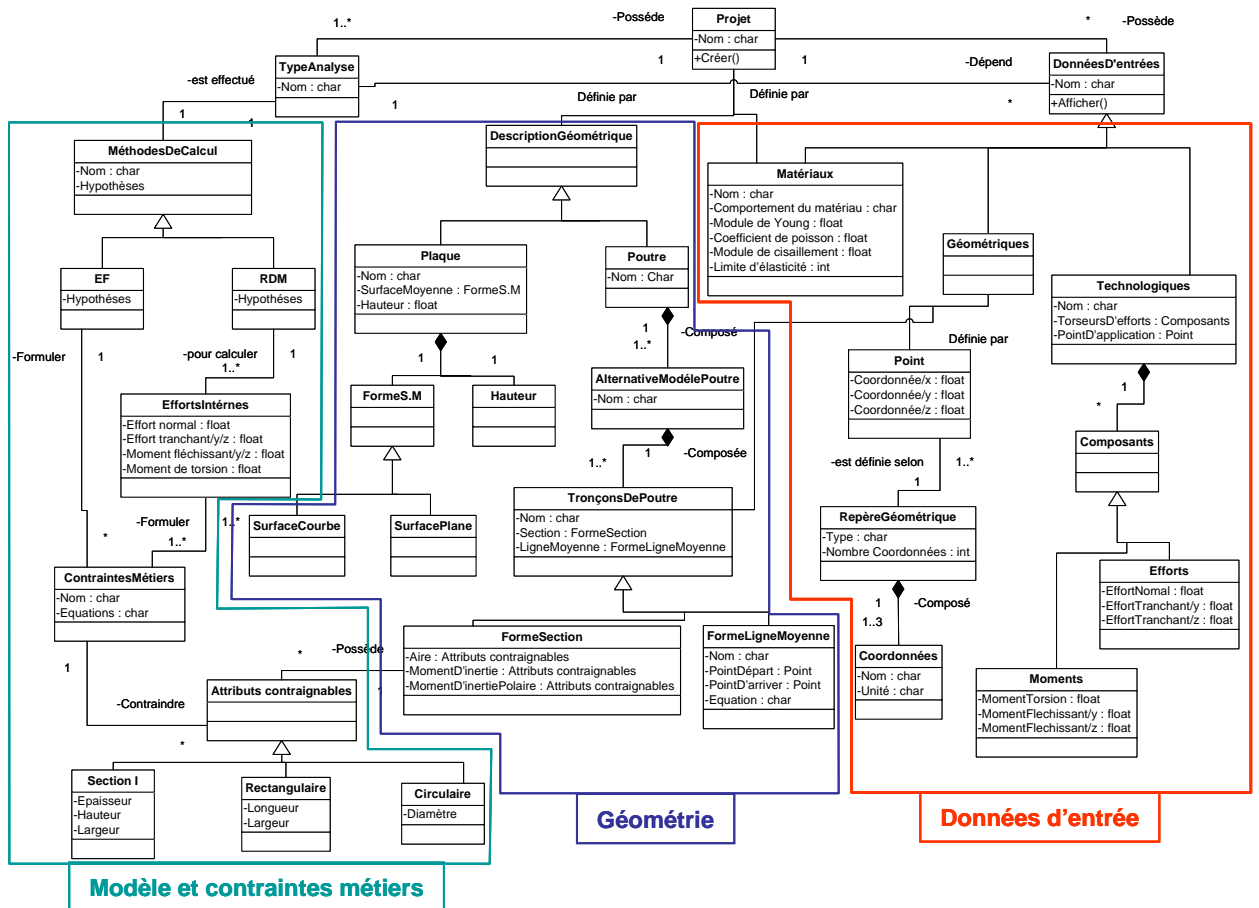 -Posséde
Projet
*
-Possède
1..*
-Nom : char
+Créer()
1
1
TypeAnalyse
-Nom : char
-Dépend
DonnéesD'entrées
-Nom : char
+Afficher()
-est effectué
1
1
1
Définie par
Définie par
*
MéthodesDeCalcul
-Nom : char
-Hypothèses
DescriptionGéométrique
Matériaux
-Nom : char
-Comportement du matériau : char
-Module de Young : float
-Coefficient de poisson : float
-Module de cisaillement : float
-Limite d'élasticité : int
Géométriques
EF
-Hypothéses
RDM
-Hypothéses
Plaque
-Nom : char
-SurfaceMoyenne : FormeS.M
-Hauteur : float
Poutre
-Nom : Char
Technologiques
-Nom : char
-TorseursD'efforts : Composants
-PointD'application : Point
-Formuler
1
-pour calculer
1..*
1
1
1
1
1..*
-Composé
Définie par
Point
-Coordonnée/x : float
-Coordonnée/y : float
-Coordonnée/z : float
1
*
EffortsIntérnes
-Effort normal : float
-Effort tranchant/y/z : float
-Moment fléchissant/y/z : float
-Moment de torsion : float
FormeS.M
Hauteur
AlternativeModélePoutre
-Nom : char
Composants
1..*
1
-Composée
-est définie selon
1..*
1
-Formuler
1..*
1..*
*
SurfaceCourbe
SurfacePlane
TronçonsDePoutre
-Nom : char
-Section : FormeSection
-LigneMoyenne : FormeLigneMoyenne
RepèreGéométrique
-Type : char
-Nombre Coordonnées : int
ContraintesMétiers
-Nom : char
-Equations : char
Efforts
-EffortNomal : float
-EffortTranchant/y : float
-EffortTranchant/z : float
1
-Composé
1..3
*
-Possède
FormeSection
-Aire : Attributs contraignables
-MomentD'inertie : Attributs contraignables
-MomentD'inertiePolaire : Attributs contraignables
FormeLigneMoyenne
-Nom : char
-PointDépart : Point
-PointD'arriver : Point
-Equation : char
Coordonnées
-Nom : char
-Unité : char
Moments
-MomentTorsion : float
-MomentFlechissant/y : float
-MomentFlechissant/z : float
1
-Contraindre
*
Attributs contraignables
Section I
-Epaisseur
-Hauteur
-Largeur
Rectangulaire
-Longueur
-Largeur
Circulaire
-Diamètre
Géométrie
Données d'entrée
Modèle et contraintes métiers